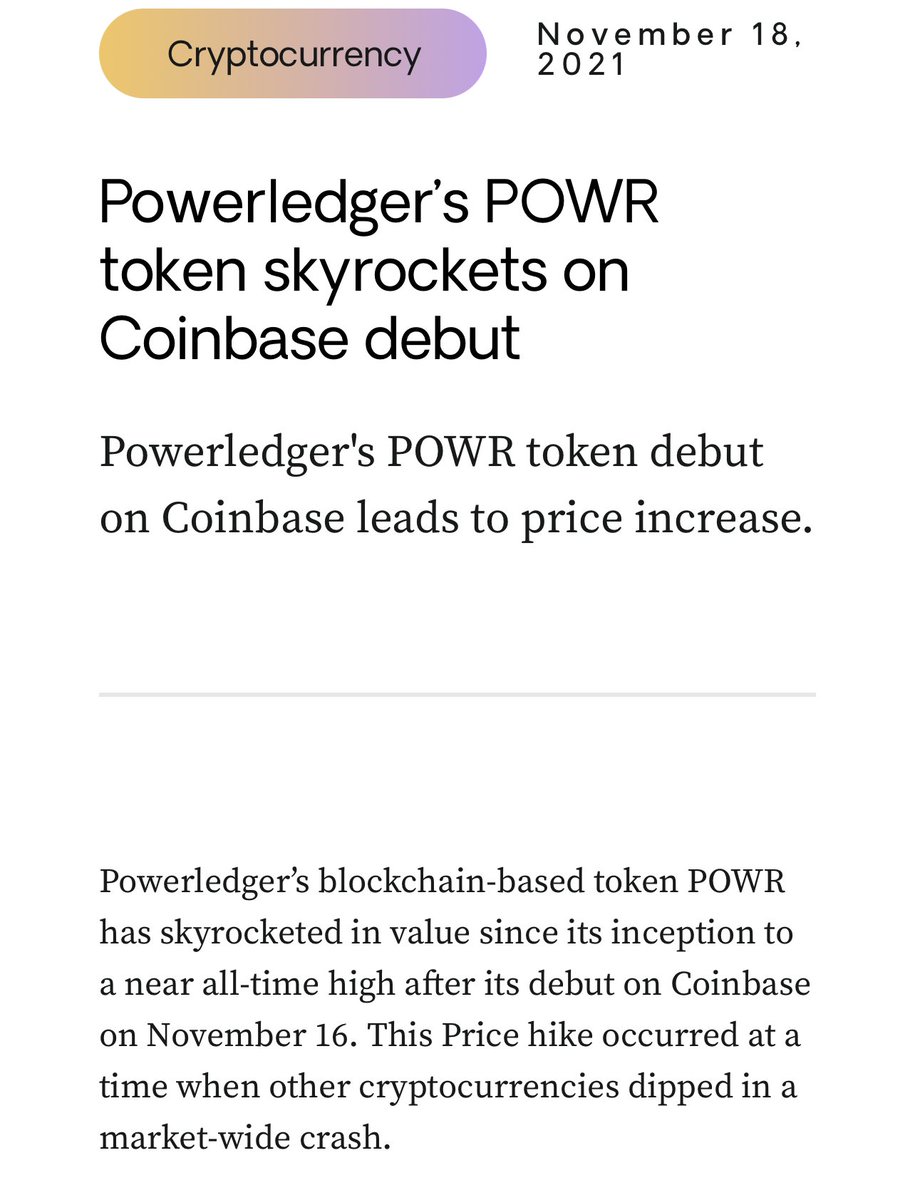 Cryptocurrency
November 18,
2021
Powerledger’s POWR
token skyrockets on
Coinbase debut
Powerledger's POWR token debut
on Coinbase leads to price increase.
Powerledger’s blockchain-based token POWR
has skyrocketed in value since its inception to
a near all-time high after its debut on Coinbase
on November 16. This Price hike occurred at a
time when other cryptocurrencies dipped in a
market-wide crash.